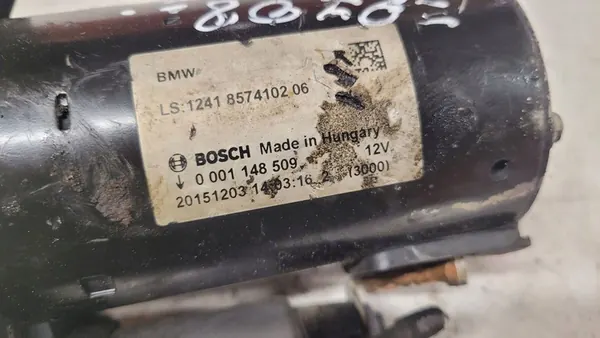 BMW
LS:1241 8574102 06
BOSCH Made in Hungary
0 001 148 509 12V
20151203 14:03:16 2 (3000)